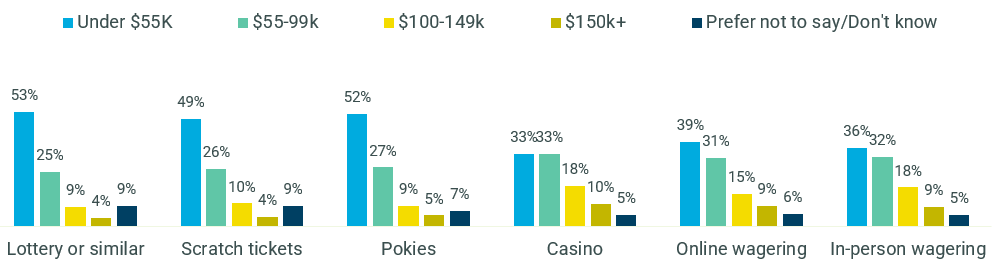 Under $55K $55-99k $100-149k $150k+ Prefer not to say/Don't know
53% 25% 9% 4% 9%
49% 26% 10% 4% 9%
52% 27% 9% 5% 7%
33% 33% 18% 10% 5%
39% 31% 15% 9% 6%
36% 32% 18% 9% 5%
Lottery or similar Scratch tickets Pokies Casino Online wagering In-person wagering